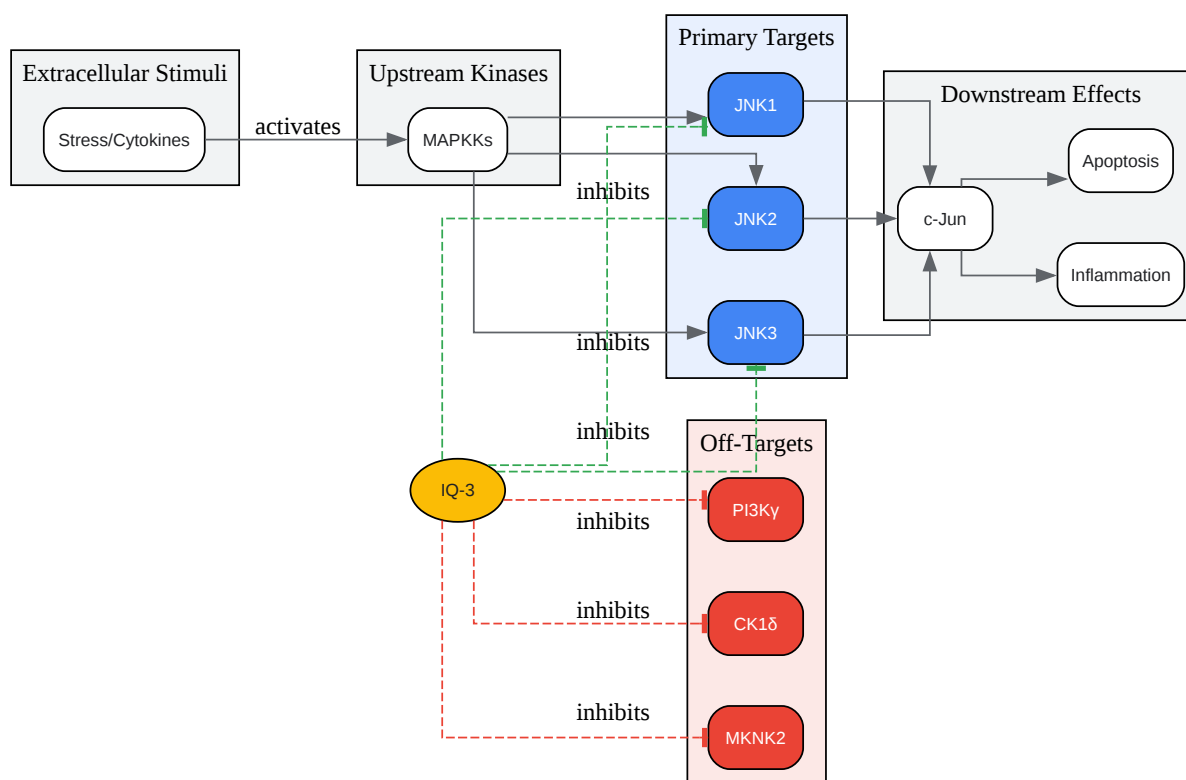 Extracellular Stimuli
Stress/Cytokines
activates
Upstream Kinases
MAPKKs
Primary Targets
JNK1
JNK2
JNK3
Downstream Effects
c-Jun
Apoptosis
Inflammation
inhibits
inhibits
inhibits
IQ-3
inhibits
inhibits
inhibits
Off-Targets
PI3Kγ
CK1δ
MKNK2